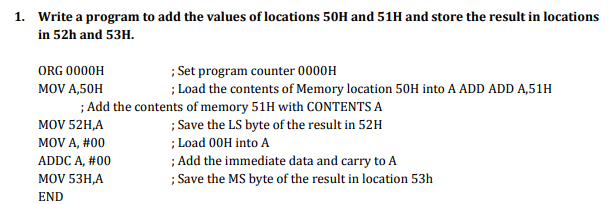 1. Write a program to add the values of locations 50H and 51H and store the result in locations
in 52h and 53H.
ORG 0000H ; Set program counter 0000H
MOV A,50H ; Load the contents of Memory location 50H into A ADD ADD A,51H
; Add the contents of memory 51H with CONTENTS A
MOV 52H,A ; Save the LS byte of the result in 52H
MOV A, #00 ; Load 00H into A
ADDC A, #00 ; Add the immediate data and carry to A
MOV 53H,A ; Save the MS byte of the result in location 53h
END